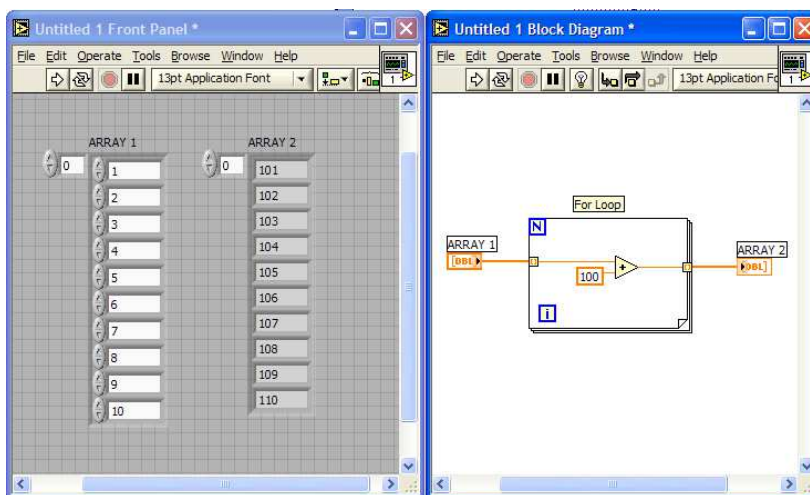 Untitled 1 Front Panel *
File Edit Operate Tools Browse Window Help
13pt Application Font
1
ARRAY 1
ARRAY 2
0
0
1
101
2
102
3
103
4
104
5
105
6
106
7
107
8
108
9
109
10
110
Untitled 1 Block Diagram *
File Edit Operate Tools Browse Window Help
13pt Application Fo
1
For Loop
N
ARRAY 1
DBL
100
+
i
ARRAY 2
DBL